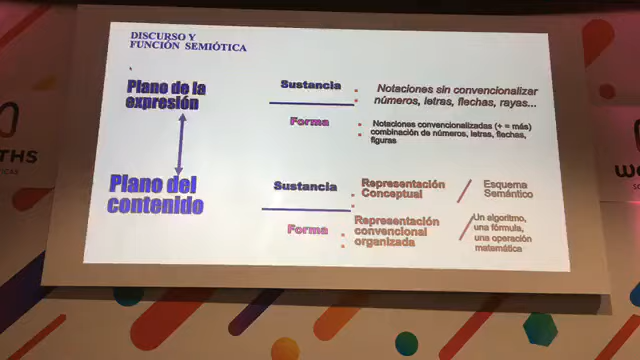 DISCURSO Y
FUNCIÓN SEMIÓTICA
Plano de la
expresión
Sustancia :
Notaciones sin convencionalizar
números, letras, flechas, rayas...
Forma :
Notaciones convencionalizadas (+ = más)
combinación de números, letras, flechas,
figuras
Plano del
contenido
Sustancia :
Representación
Conceptual
/ Esquema
Semántico
Forma :
Representación
convencional
organizada
/ Un algoritmo,
una fórmula,
una operación
matemática
THS